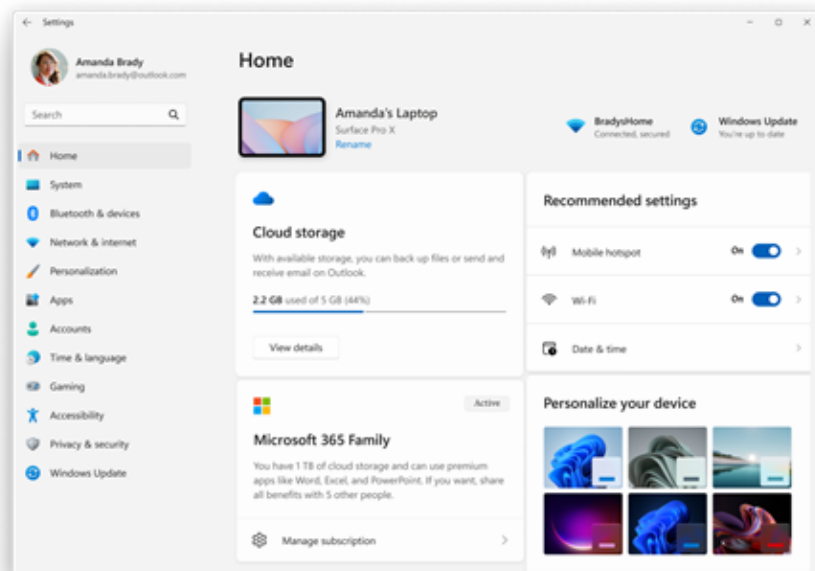 Settings
Amanda Brady
amanda.brady@outlook.com
Search
Home
System
Bluetooth & devices
Network & internet
Personalization
Apps
Accounts
Time & language
Gaming
Accessibility
Privacy & security
Windows Update
Home
Amanda's Laptop
Surface Pro X
Rename
BradysHome
Connected, secured
Windows Update
You're up to date
Cloud storage
With available storage, you can back up files or send and
receive email on Outlook.
2.2 GB used of 5 GB (44%)
View details
Active
Microsoft 365 Family
You have 1 TB of cloud storage and can use premium
apps like Word, Excel, and PowerPoint. If you want, share
all benefits with 5 other people.
Manage subscription
Recommended settings
Mobile hotspot
On
Wi-Fi
On
Date & time
Personalize your device